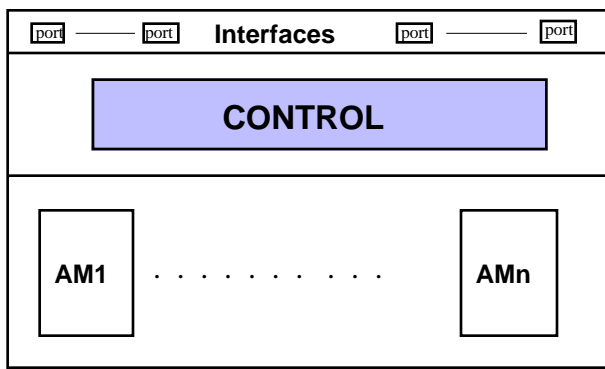 port port Interfaces port port
CONTROL
AM1 . . . . . . . . . . AMn